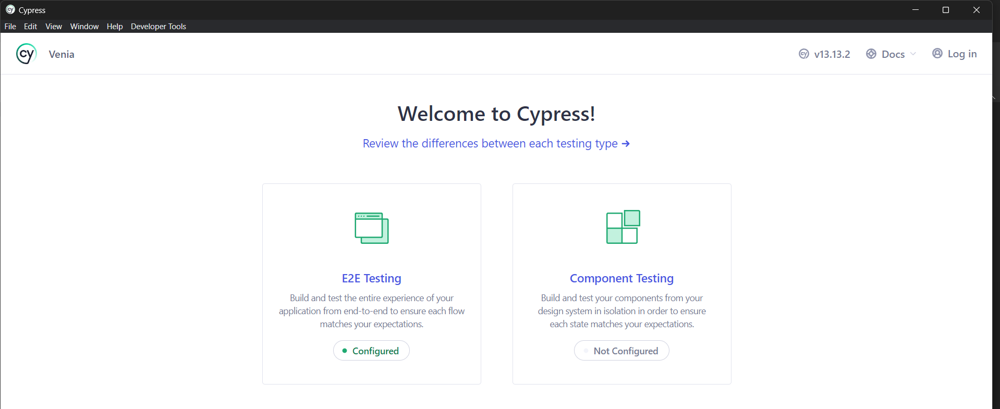 Cypress
File Edit View Window Help Developer Tools
cy Venia
cy v13.13.2 Docs Log in
Welcome to Cypress!
Review the differences between each testing type →
E2E Testing
Build and test the entire experience of your
application from end-to-end to ensure each flow
matches your expectations.
Configured
Component Testing
Build and test your components from your
design system in isolation in order to ensure
each state matches your expectations.
Not Configured